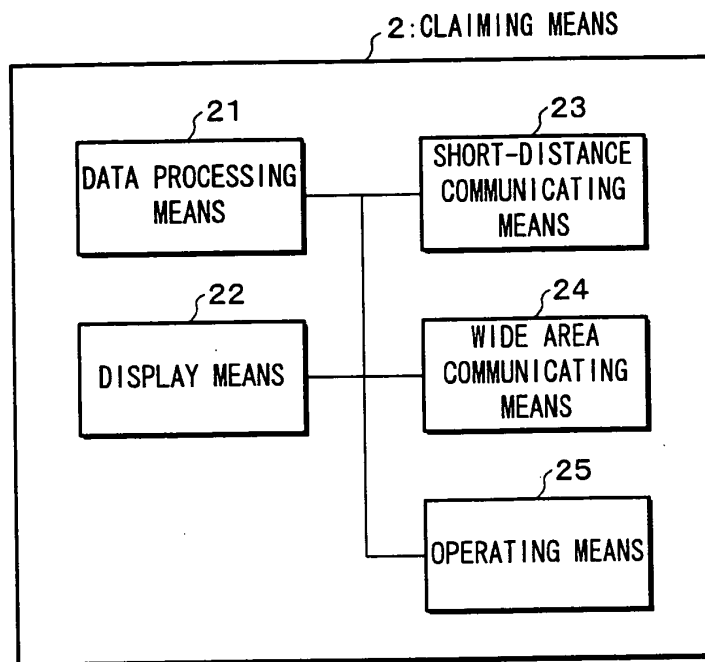 2:CLAIMING MEANS
21
DATA PROCESSING
MEANS
23
SHORT-DISTANCE
COMMUNICATING
MEANS
22
DISPLAY MEANS
24
WIDE AREA
COMMUNICATING
MEANS
25
OPERATING MEANS